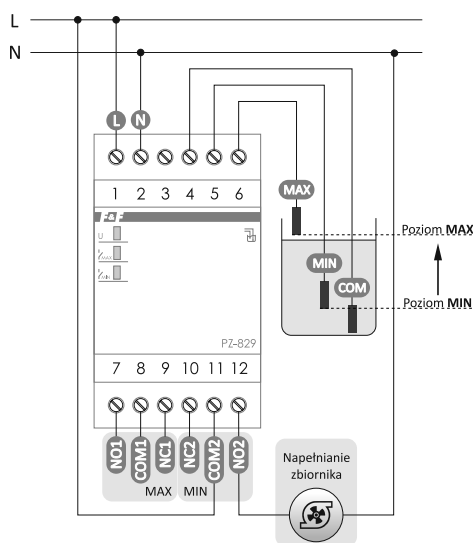 L
N
L N
1 2 3 4 5 6
F&F
U
MAX
MIN
PZ-829
7 8 9 10 11 12
NO1 COM1 NC1 NC2 COM2 NO2
MAX MIN
MAX
MIN
COM
Poziom MAX
Poziom MIN
Napełnianie
zbiornika